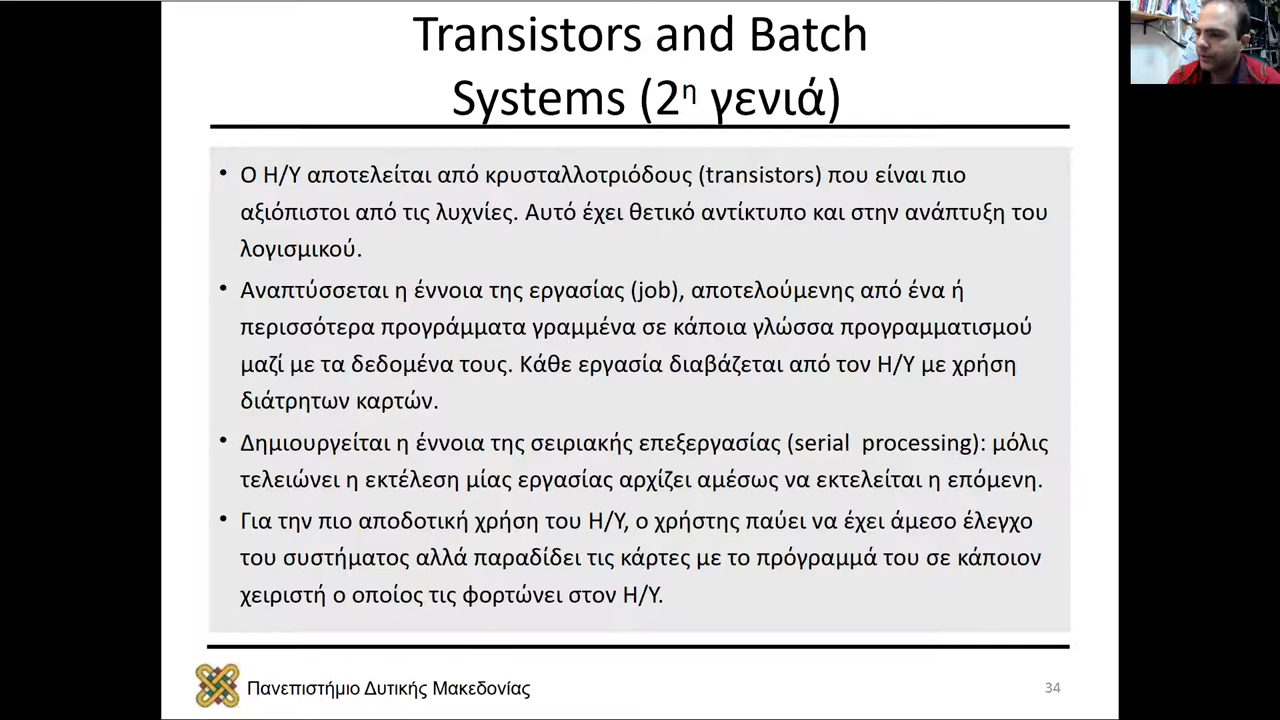 Transistors and Batch
Systems (2η γενιά)
• Ο Η/Υ αποτελείται από κρυσταλλοτριόδους (transistors) που είναι πιο
αξιόπιστοι από τις λυχνίες. Αυτό έχει θετικό αντίκτυπο και στην ανάπτυξη του
λογισμικού.
• Αναπτύσσεται η έννοια της εργασίας (job), αποτελούμενης από ένα ή
περισσότερα προγράμματα γραμμένα σε κάποια γλώσσα προγραμματισμού
μαζί με τα δεδομένα τους. Κάθε εργασία διαβάζεται από τον Η/Υ με χρήση
διάτρητων καρτών.
• Δημιουργείται η έννοια της σειριακής επεξεργασίας (serial processing): μόλις
τελειώνει η εκτέλεση μίας εργασίας αρχίζει αμέσως να εκτελείται η επόμενη.
• Για την πιο αποδοτική χρήση του Η/Υ, ο χρήστης παύει να έχει άμεσο έλεγχο
του συστήματος αλλά παραδίδει τις κάρτες με το πρόγραμμά του σε κάποιον
χειριστή ο οποίος τις φορτώνει στον Η/Υ.
Πανεπιστήμιο Δυτικής Μακεδονίας
34